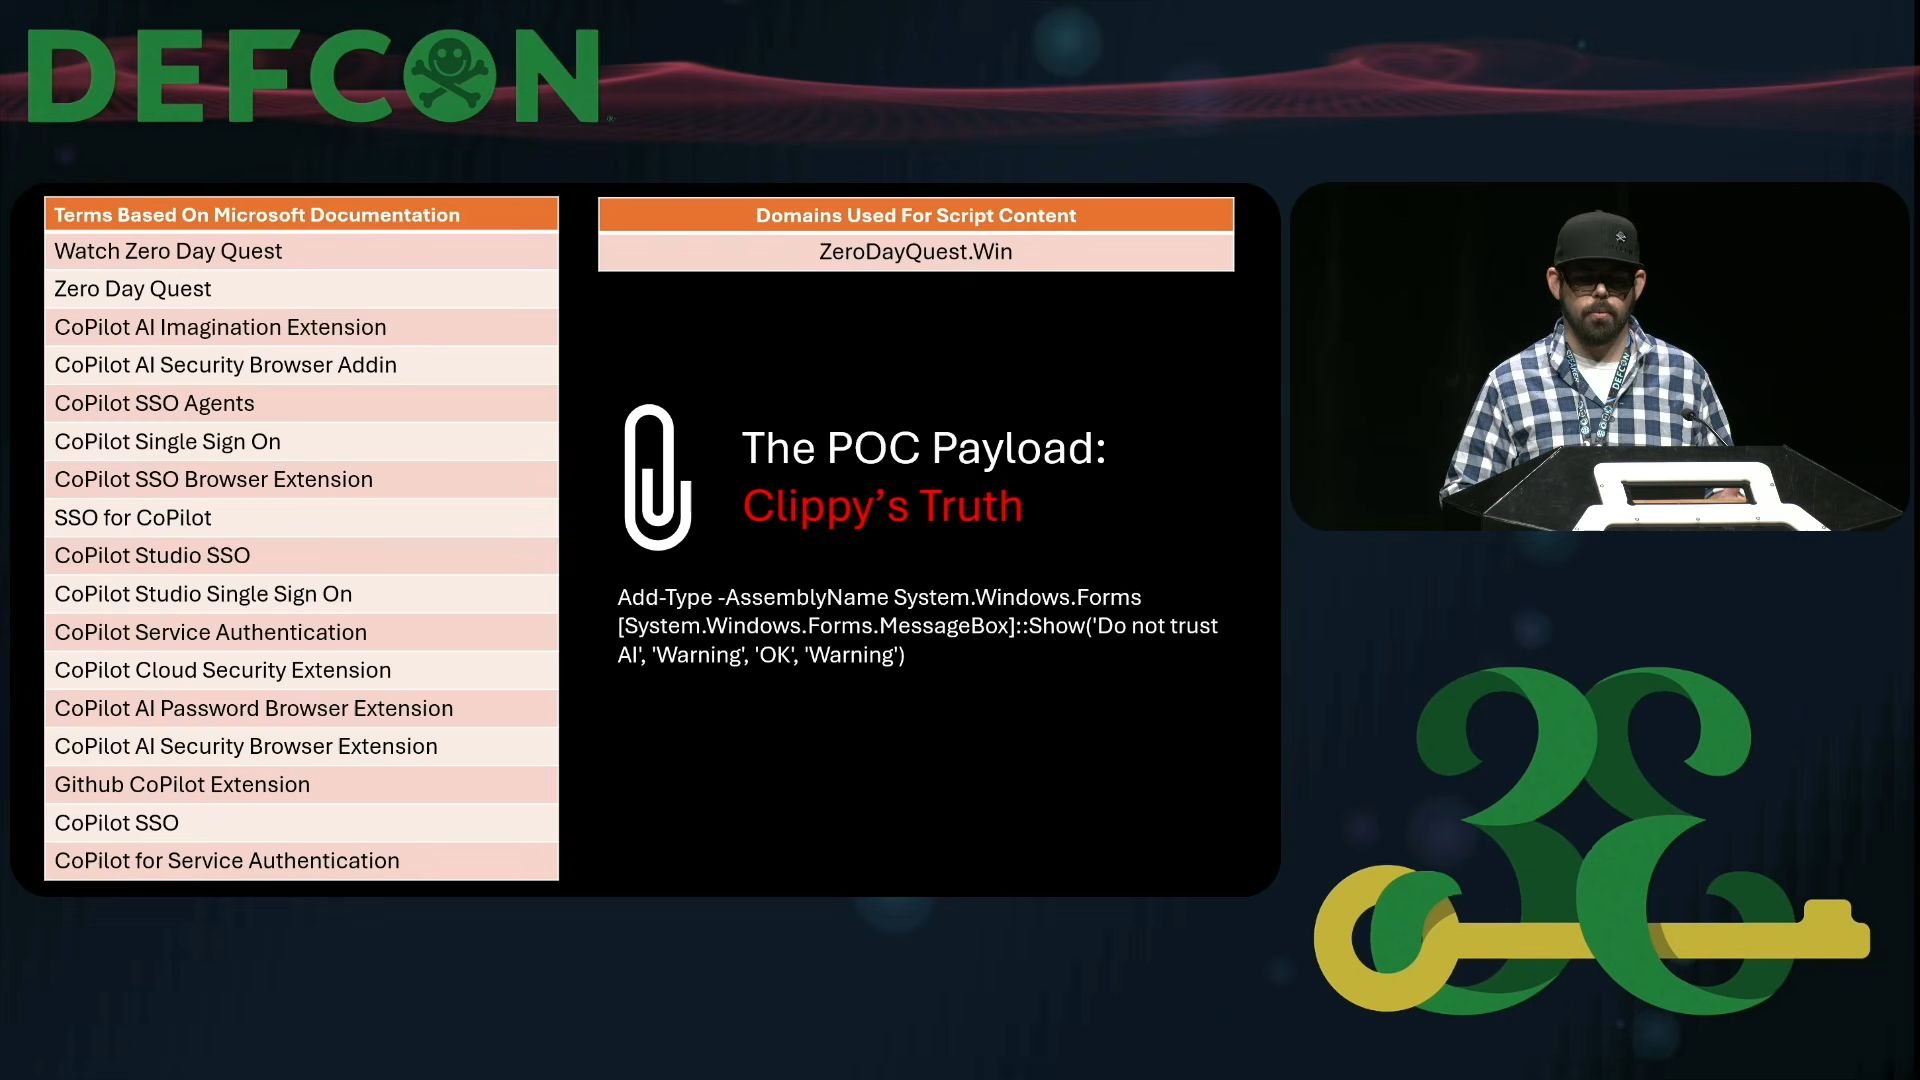 DEFCON
Terms Based On Microsoft Documentation
Watch Zero Day Quest
Zero Day Quest
CoPilot AI Imagination Extension
CoPilot AI Security Browser Addin
CoPilot SSO Agents
CoPilot Single Sign On
CoPilot SSO Browser Extension
SSO for CoPilot
CoPilot Studio SSO
CoPilot Studio Single Sign On
CoPilot Service Authentication
CoPilot Cloud Security Extension
CoPilot AI Password Browser Extension
CoPilot AI Security Browser Extension
Github CoPilot Extension
CoPilot SSO
CoPilot for Service Authentication
Domains Used For Script Content
ZeroDayQuest.Win
The POC Payload:
Clippy’s Truth
Add-Type -AssemblyName System.Windows.Forms
[System.Windows.Forms.MessageBox]::Show('Do not trust
AI', 'Warning', 'OK', 'Warning')
DEFCON